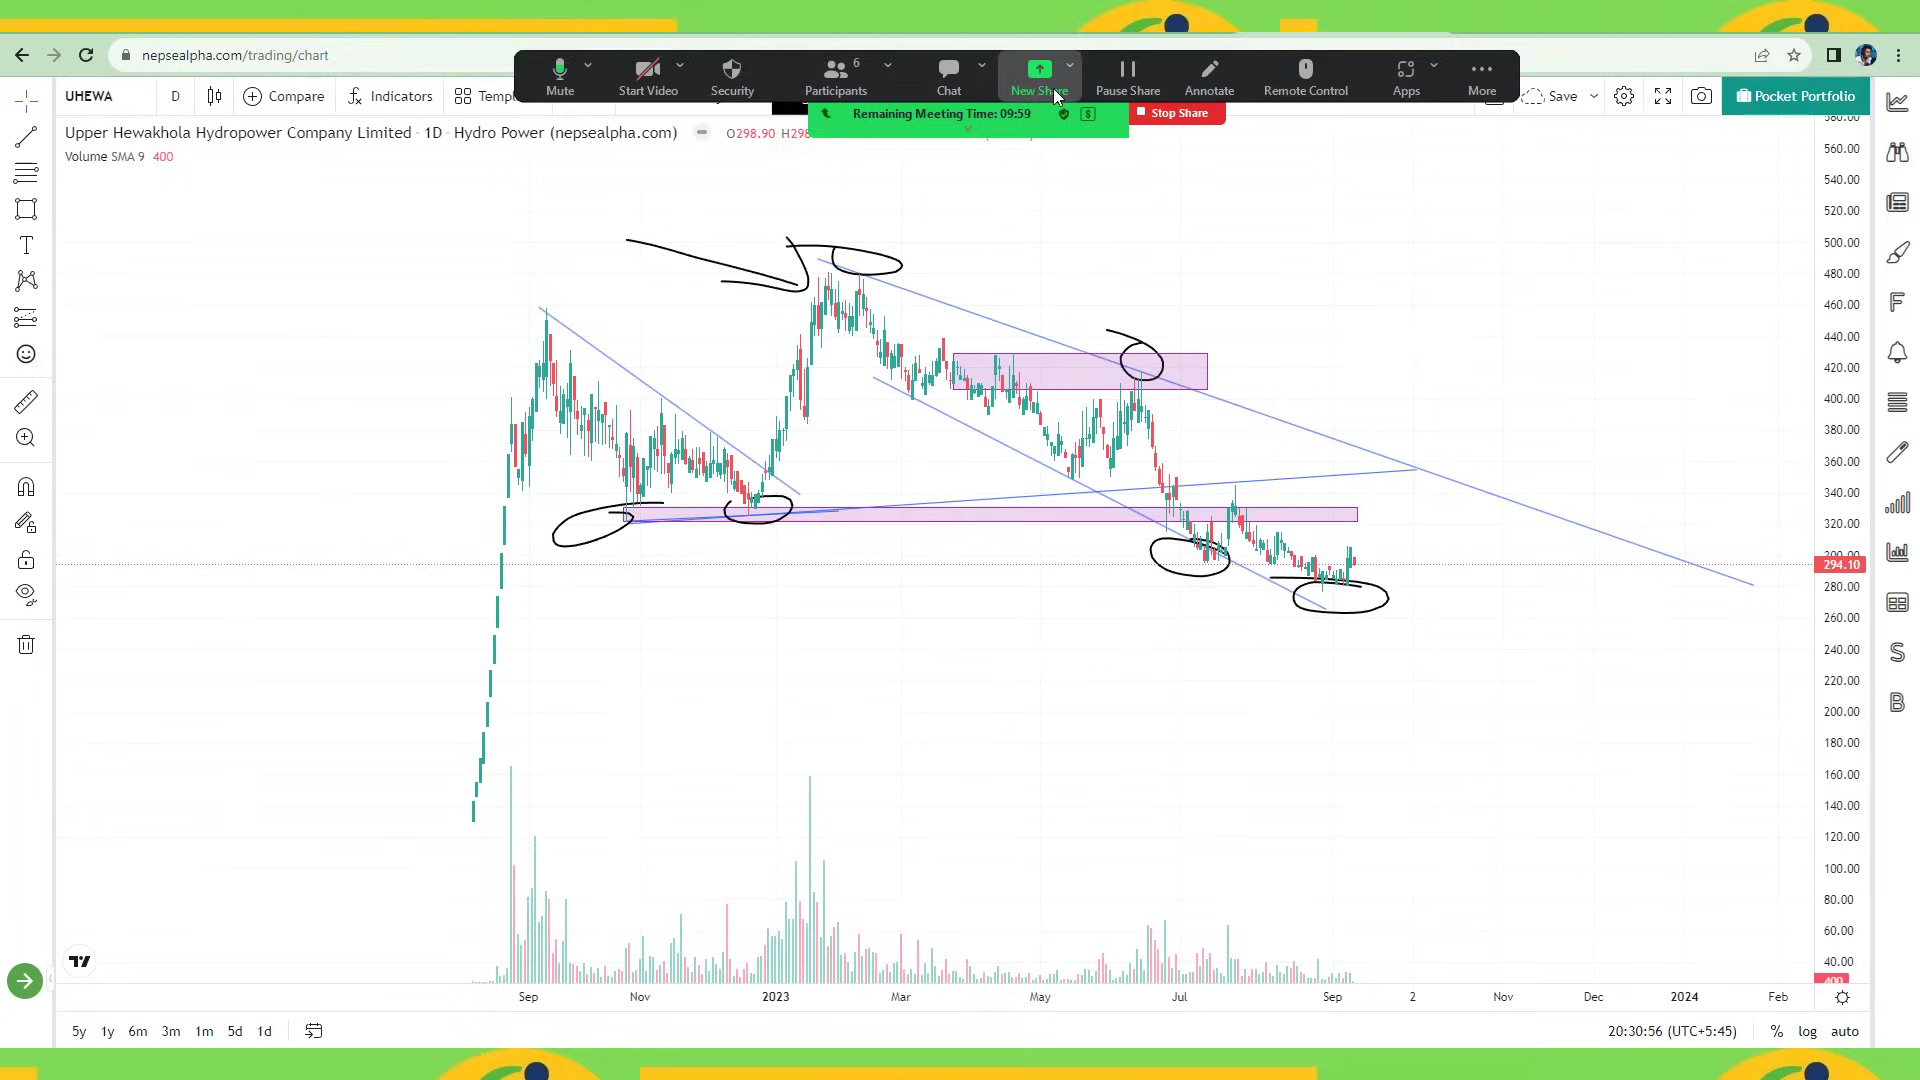 nepsealpha.com/trading/chart
6
Mute
Start Video
Security
Participants
Chat
New Share
Pause Share
Annotate
Remote Control
Apps
More
UHEWA
D
Compare
Indicators
Save
Pocket Portfolio
Remaining Meeting Time: 09:59
Stop Share
Upper Hewakhola Hydropower Company Limited · 1D · Hydro Power (nepsealpha.com)
O298.90
Volume SMA 9 400
560.00
540.00
520.00
500.00
480.00
460.00
440.00
420.00
400.00
380.00
360.00
340.00
320.00
294.10
280.00
260.00
240.00
220.00
200.00
180.00
160.00
140.00
120.00
100.00
80.00
60.00
40.00
Sep
Nov
2023
Mar
May
Jul
Sep
2
Nov
Dec
2024
Feb
5y
1y
6m
3m
1m
5d
1d
20:30:56 (UTC+5:45)
%
log
auto